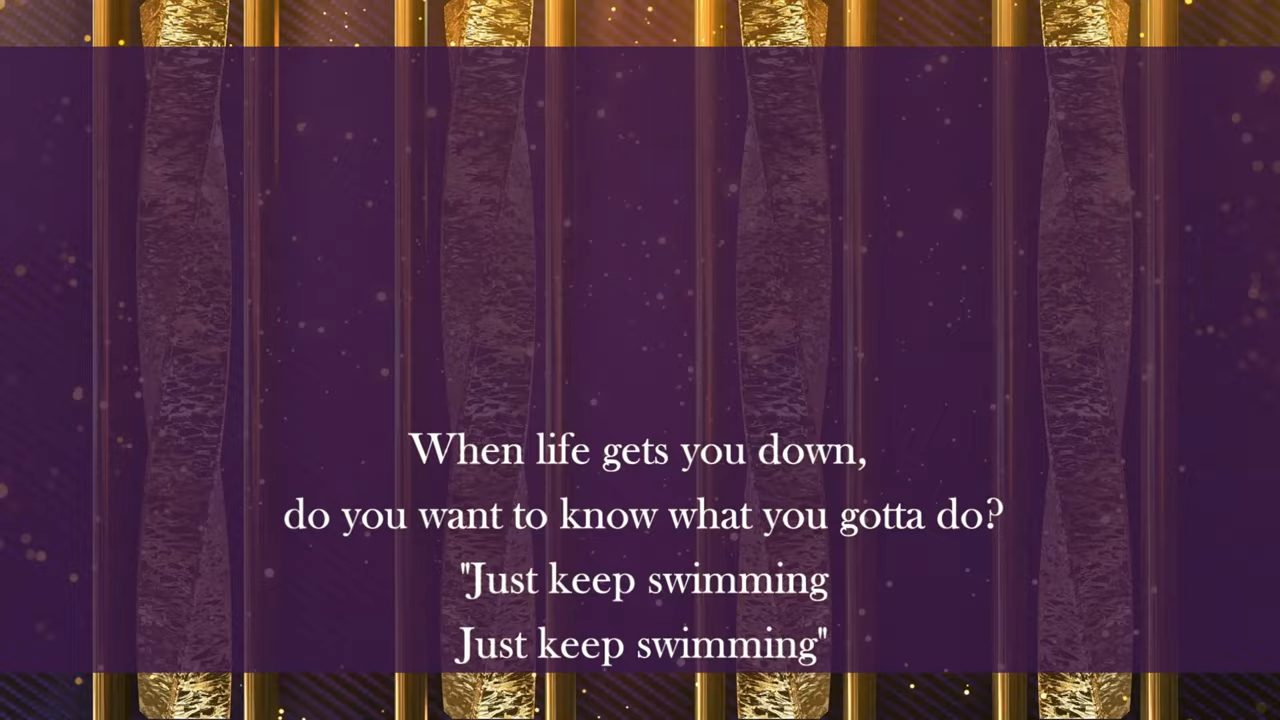 When life gets you down,
do you want to know what you gotta do?
"Just keep swimming
Just keep swimming"